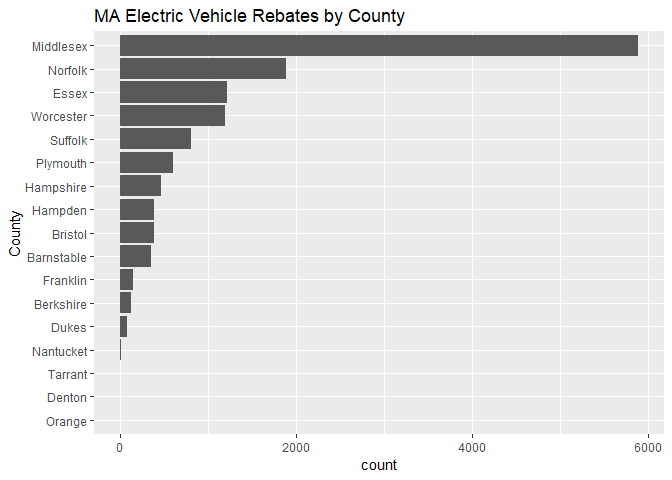 MA Electric Vehicle Rebates by County
Middlesex
Norfolk
Essex
Worcester
Suffolk
Plymouth
Hampshire
Hampden
Bristol
Barnstable
Franklin
Berkshire
Dukes
Nantucket
Tarrant
Denton
Orange
County
0 2000 4000 6000
count